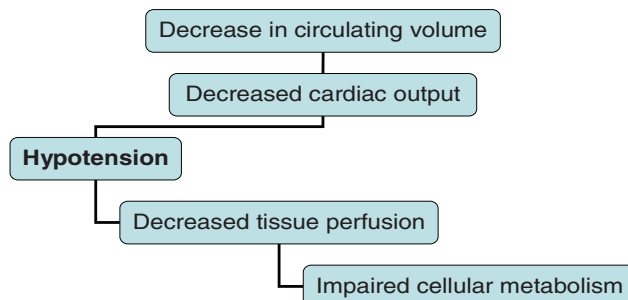 Decrease in circulating volume
Decreased cardiac output
Hypotension
Decreased tissue perfusion
Impaired cellular metabolism